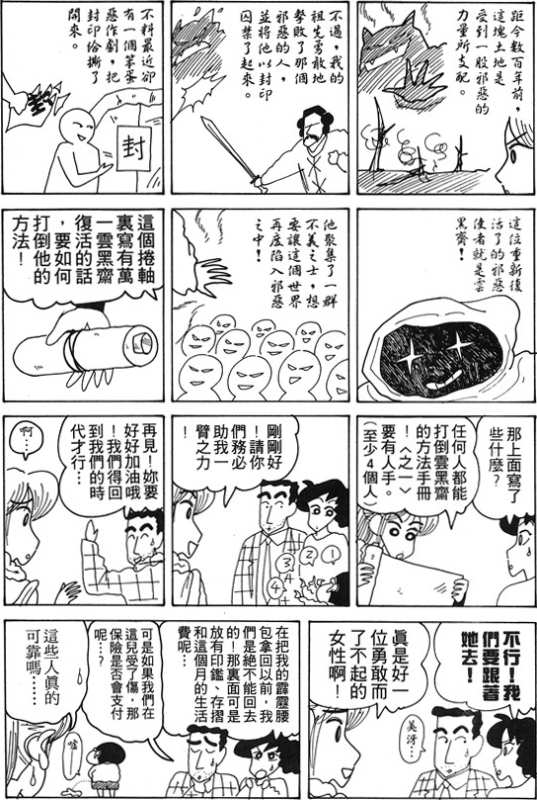 距今數百年前，
這塊土地是
受到一股邪惡的
力量所支配。
不過，我的
祖先勇敢地
擊敗了那個
邪惡的人，
並將他以封印
囚禁了起來。
不料最近卻
有一個笨蛋
惡作劇，把
封印給撕了
開來。
封
封
這位重新復
活了的邪惡
使者就是雲
黑齋！
他聚集了一群
不義之士，想
要讓這個世界
再度陷入邪惡
之中！
這個捲軸
裏寫有萬
一雲黑齋
復活的話
，要如何
打倒他的
方法！
那上面寫了
些什麼？
任何人都能
打倒雲黑齋
的方法手冊
！〈之一〉
要有人手。
（至少４個人）
剛剛好
！請你
們務必
助我一
臂之力
！
1
2
3
4
再見！妳要
好好加油哦
！我們得回
到我們的時
代才行…
啊！
不行！我
們要跟著
她去！
真是好一
位勇敢而
了不起的
女性啊！
美冴…
在把我的霹靂腰
包拿回以前，我
們是絕不能回去
的！那裏面可是
放有印鑑、存摺
和這個月的生活
費呢…
可是如果我們在
這兒受了傷，那
保險是否會支付
呢…？
噓
這些人真的
可靠嗎……